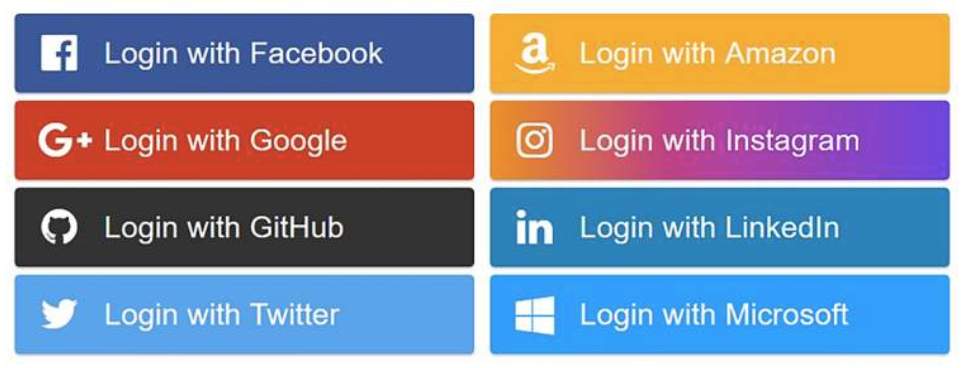 Login with Facebook
Login with Amazon
G+ Login with Google
Login with Instagram
Login with GitHub
in Login with LinkedIn
Login with Twitter
Login with Microsoft